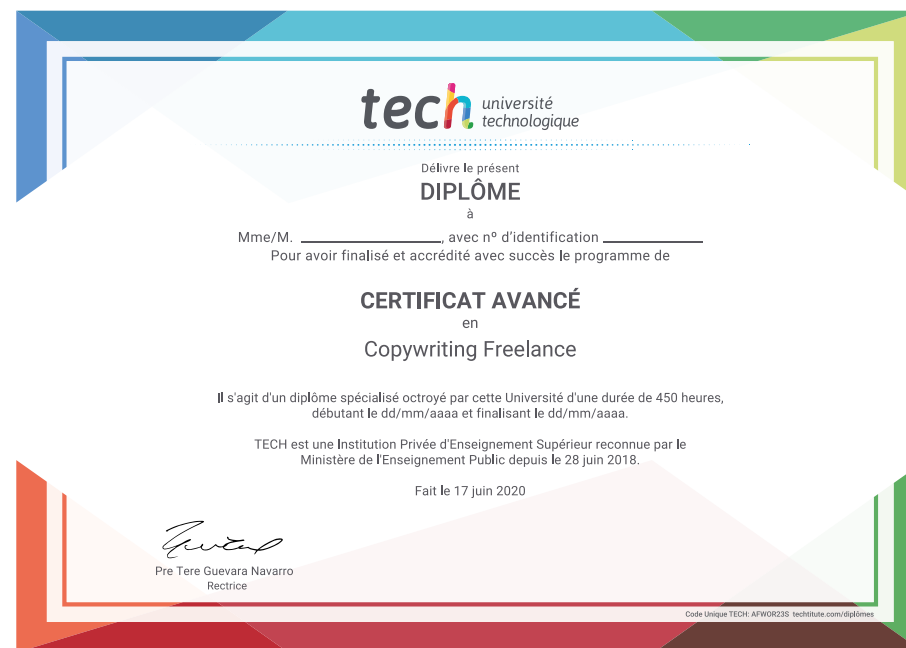 tech université
technologique
Délivre le présent
DIPLÔME
à
Mme/M. ____________________, avec nº d'identification ______________
Pour avoir finalisé et accrédité avec succès le programme de
CERTIFICAT AVANCÉ
en
Copywriting Freelance
Il s'agit d'un diplôme spécialisé octroyé par cette Université d'une durée de 450 heures,
débutant le dd/mm/aaaa et finalisant le dd/mm/aaaa.
TECH est une Institution Privée d'Enseignement Supérieur reconnue par le
Ministère de l'Enseignement Public depuis le 28 juin 2018.
Fait le 17 juin 2020
Pre Tere Guevara Navarro
Rectrice
Code Unique TECH: AFWOR23S techtitute.com/diplômes